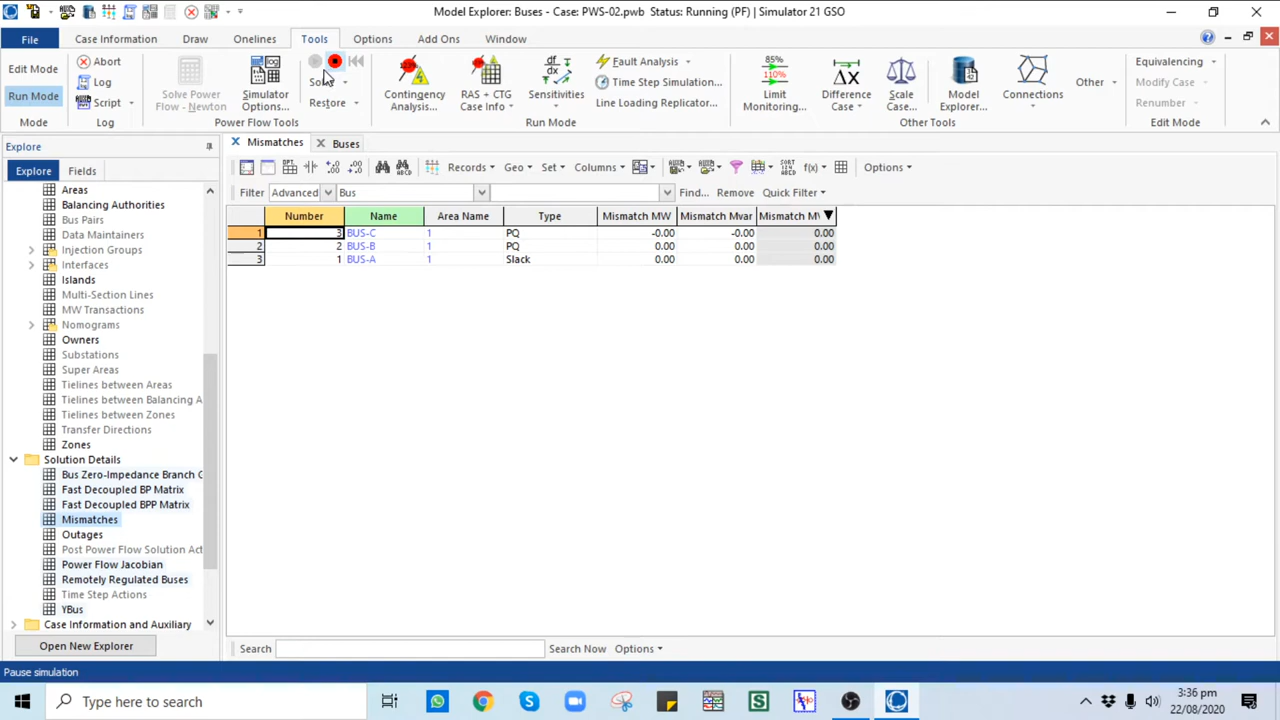 Model Explorer: Buses - Case: PWS-02.pwb Status: Running (PF) | Simulator 21 GSO
File Case Information Draw Onelines Tools Options Add Ons Window
Edit Mode
Run Mode
Mode
Abort
Log
Script
Log
Solve Power Flow - Newton
Simulator Options...
Restore
Power Flow Tools
Contingency Analysis...
RAS + CTG Case Info
Sensitivities
Fault Analysis
Time Step Simulation...
Line Loading Replicator...
Run Mode
Limit Monitoring...
Difference Case
Scale Case...
Model Explorer...
Connections
Other
Other Tools
Equivalencing
Modify Case
Renumber
Edit Mode
Explore
Explore Fields
Areas
Balancing Authorities
Bus Pairs
Data Maintainers
Injection Groups
Interfaces
Islands
Multi-Section Lines
MW Transactions
Nomograms
Owners
Substations
Super Areas
Tielines between Areas
Tielines between Balancing A
Tielines between Zones
Transfer Directions
Zones
Solution Details
Bus Zero-Impedance Branch
Fast Decoupled BP Matrix
Fast Decoupled BPP Matrix
Mismatches
Outages
Post Power Flow Solution Act
Power Flow Jacobian
Remotely Regulated Buses
Time Step Actions
YBus
Case Information and Auxiliary
Open New Explorer
Mismatches Buses
Records Geo Set Columns Options
Filter Advanced Bus Find... Remove Quick Filter
Number Name Area Name Type Mismatch MW Mismatch Mvar Mismatch
1 3 BUS-C 1 PQ -0.00 -0.00 0.00
2 2 BUS-B 1 PQ 0.00 0.00 0.00
3 1 BUS-A 1 Slack 0.00 0.00 0.00
Search Search Now Options
Pause simulation
Type here to search
3:36 pm
22/08/2020